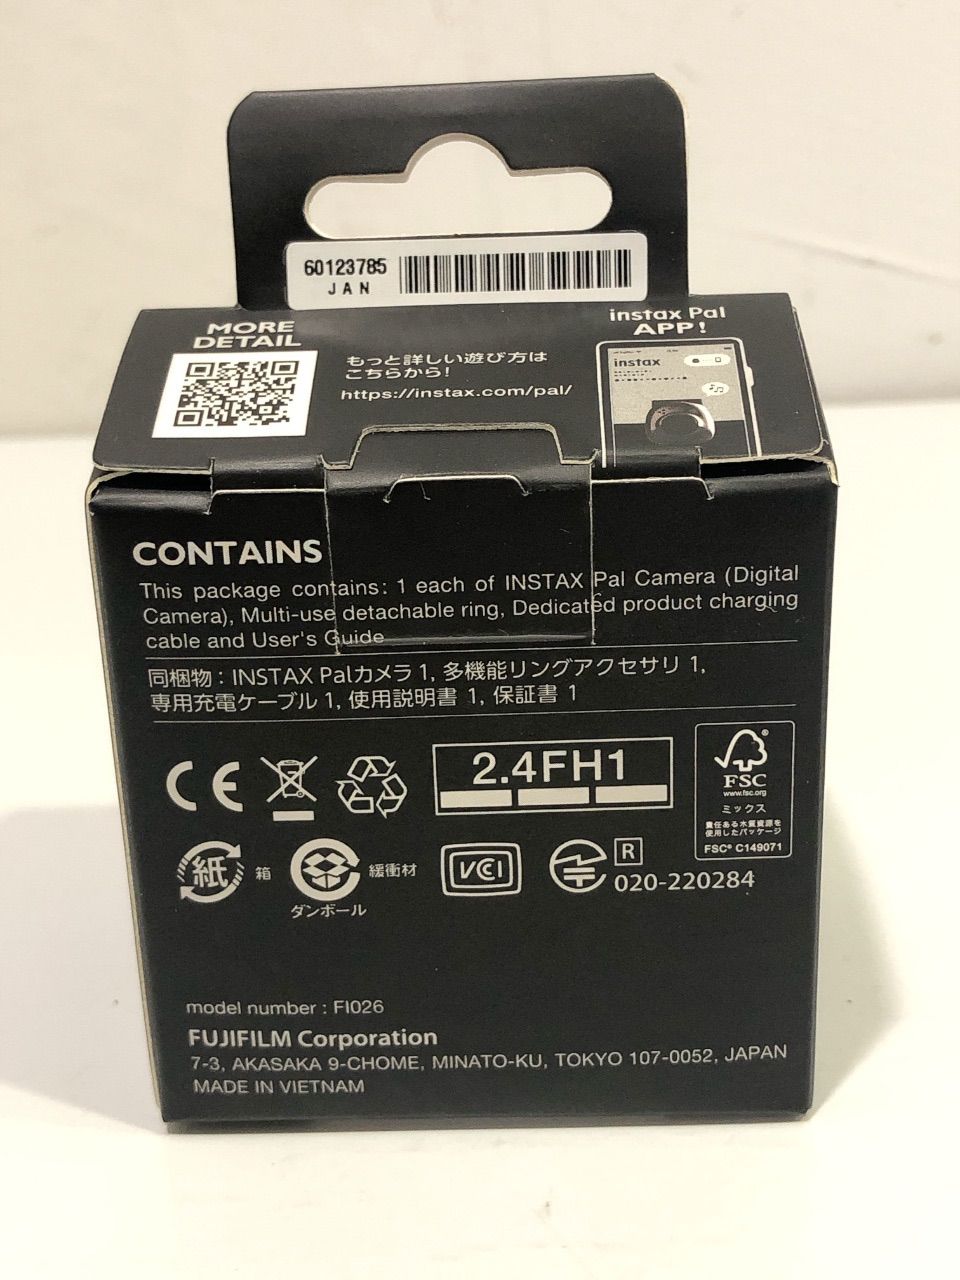 60123785
JAN
MORE
DETAIL
もっと詳しい遊び方は
こちらから!
https://instax.com/pal/
instax Pal
APP!
instax
CONTAINS
This package contains: 1 each of INSTAX Pal Camera (Digital
Camera), Multi-use detachable ring, Dedicated product charging
cable and User's Guide
同梱物：INSTAX Palカメラ 1, 多機能リングアクセサリ 1,
専用充電ケーブル 1, 使用説明書 1, 保証書 1
CE
2.4FH1
FSC
www.fsc.org
ミックス
責任ある木質資源を
使用したパッケージ
FSC® C149071
紙
箱
緩衝材
ダンボール
VCI
R
020-220284
model number : FI026
FUJIFILM Corporation
7-3, AKASAKA 9-CHOME, MINATO-KU, TOKYO 107-0052, JAPAN
MADE IN VIETNAM